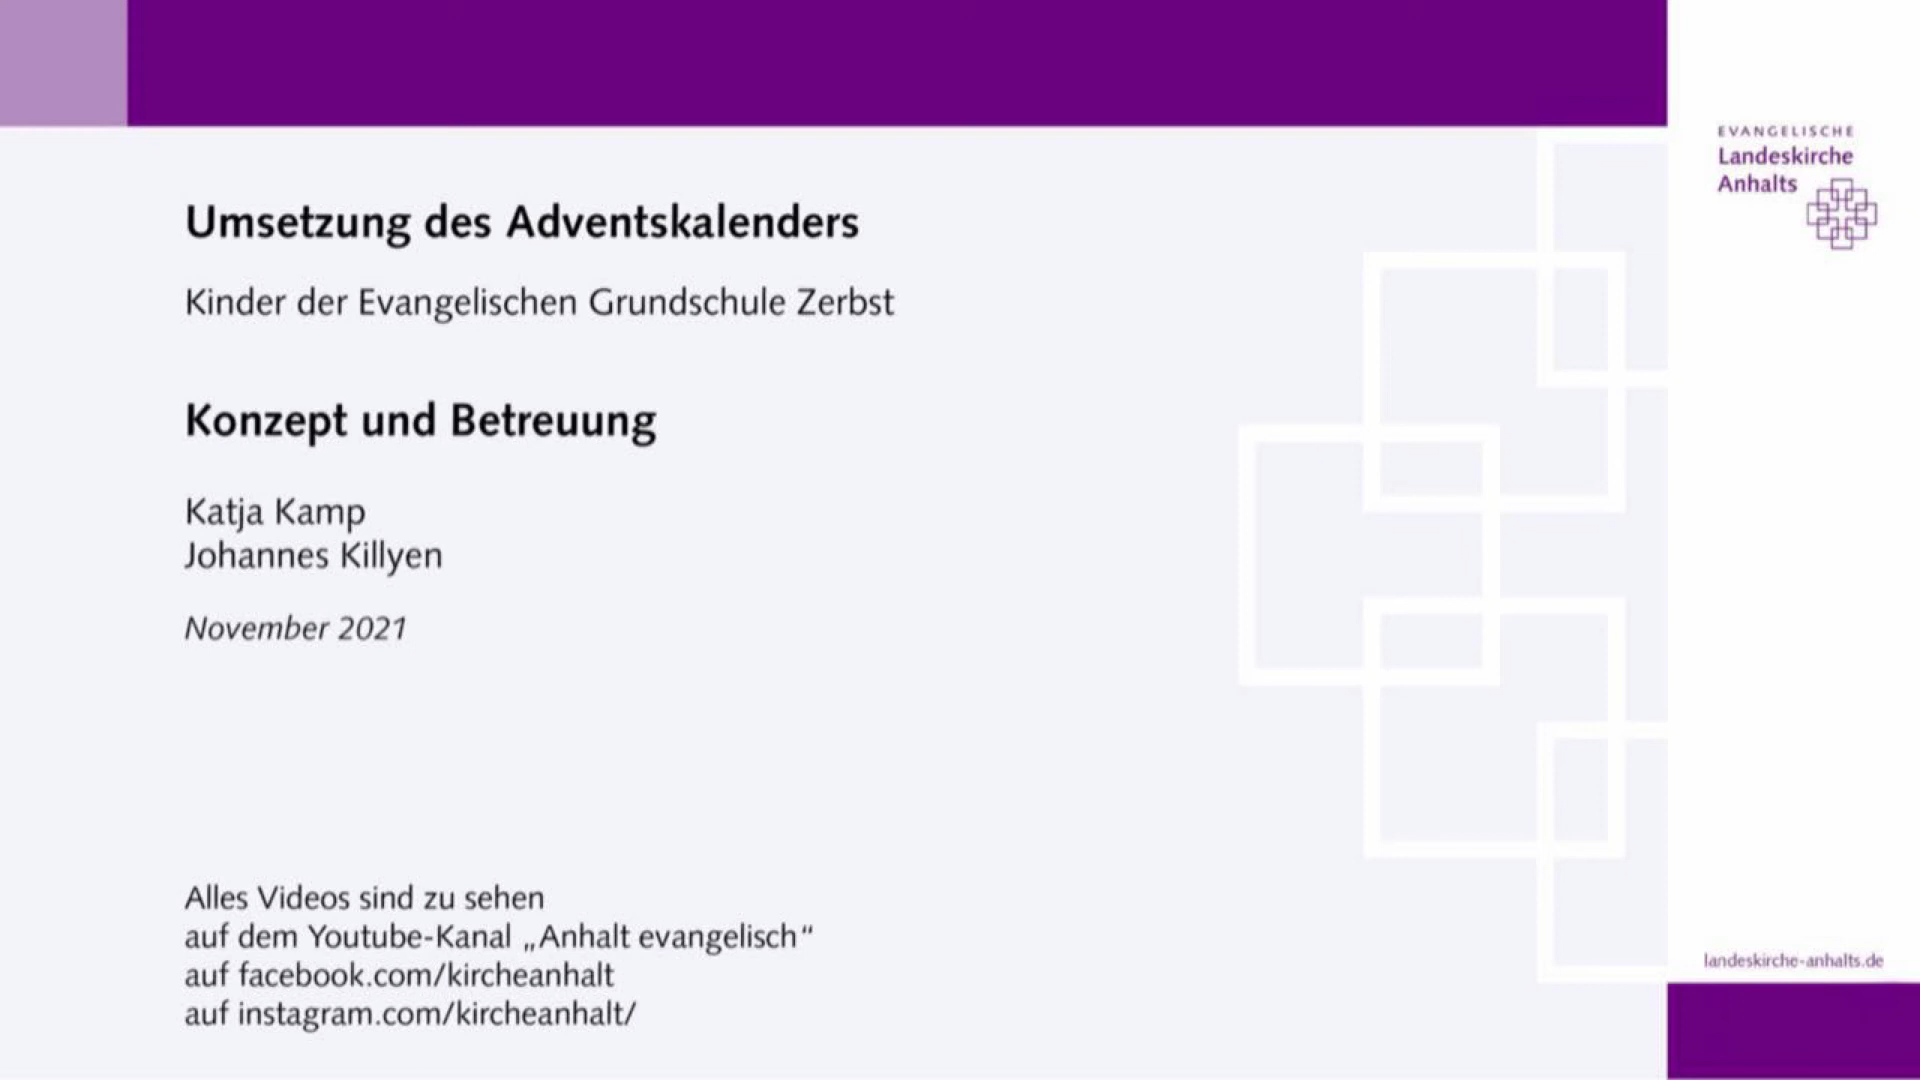 Umsetzung des Adventskalenders
Kinder der Evangelischen Grundschule Zerbst
Konzept und Betreuung
Katja Kamp
Johannes Killyen
November 2021
Alles Videos sind zu sehen
auf dem Youtube-Kanal „Anhalt evangelisch“
auf facebook.com/kircheanhalt
auf instagram.com/kircheanhalt/
EVANGELISCHE
Landeskirche
Anhalts
landeskirche-anhalts.de